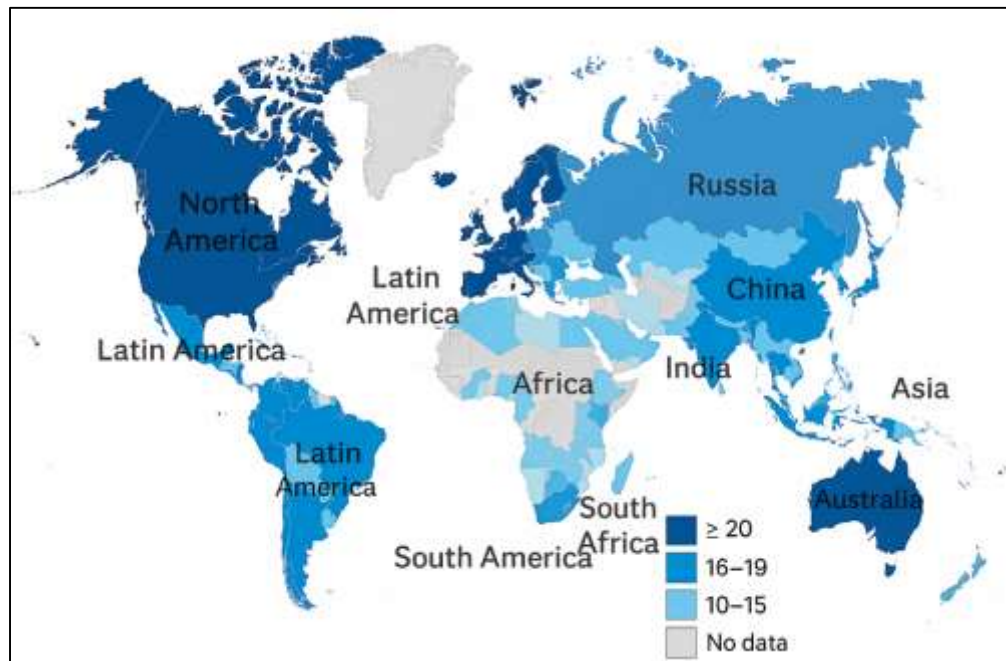 North
America
Russia
Latin
America
China
Latin America
India
Africa
Asia
Latin
America
Australia
South
Africa
South America
≥ 20
16–19
10–15
No data